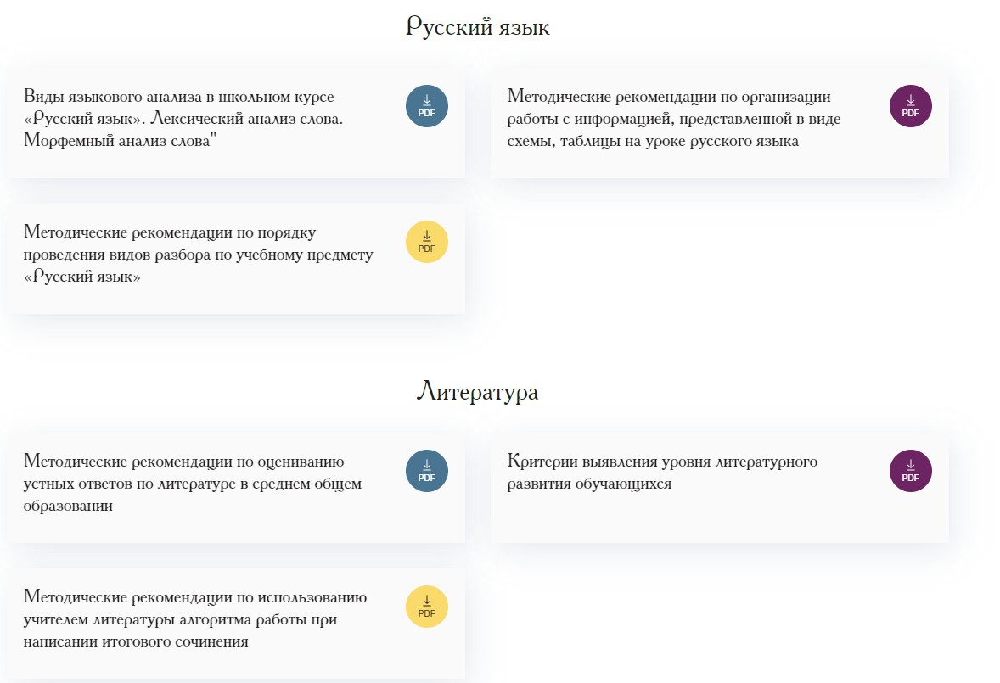 Русский язык
Виды языкового анализа в школьном курсе
«Русский язык». Лексический анализ слова.
Морфемный анализ слова"
PDF
Методические рекомендации по организации
работы с информацией, представленной в виде
схемы, таблицы на уроке русского языка
PDF
Методические рекомендации по порядку
проведения видов разбора по учебному предмету
«Русский язык»
PDF
Литература
Методические рекомендации по оцениванию
устных ответов по литературе в среднем общем
образовании
PDF
Критерии выявления уровня литературного
развития обучающихся
PDF
Методические рекомендации по использованию
учителем литературы алгоритма работы при
написании итогового сочинения
PDF